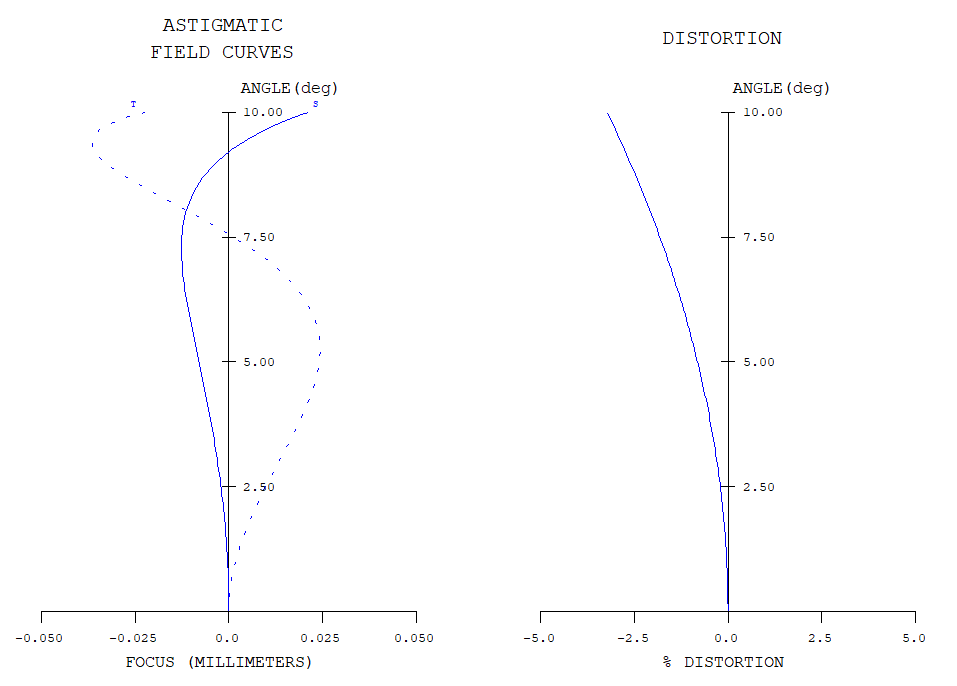 ASTIGMATIC
FIELD CURVES
ANGLE(deg)
T
S
10.00
7.50
5.00
2.50
-0.050
-0.025
0.0
0.025
0.050
FOCUS (MILLIMETERS)
DISTORTION
ANGLE(deg)
10.00
7.50
5.00
2.50
-5.0
-2.5
0.0
2.5
5.0
% DISTORTION